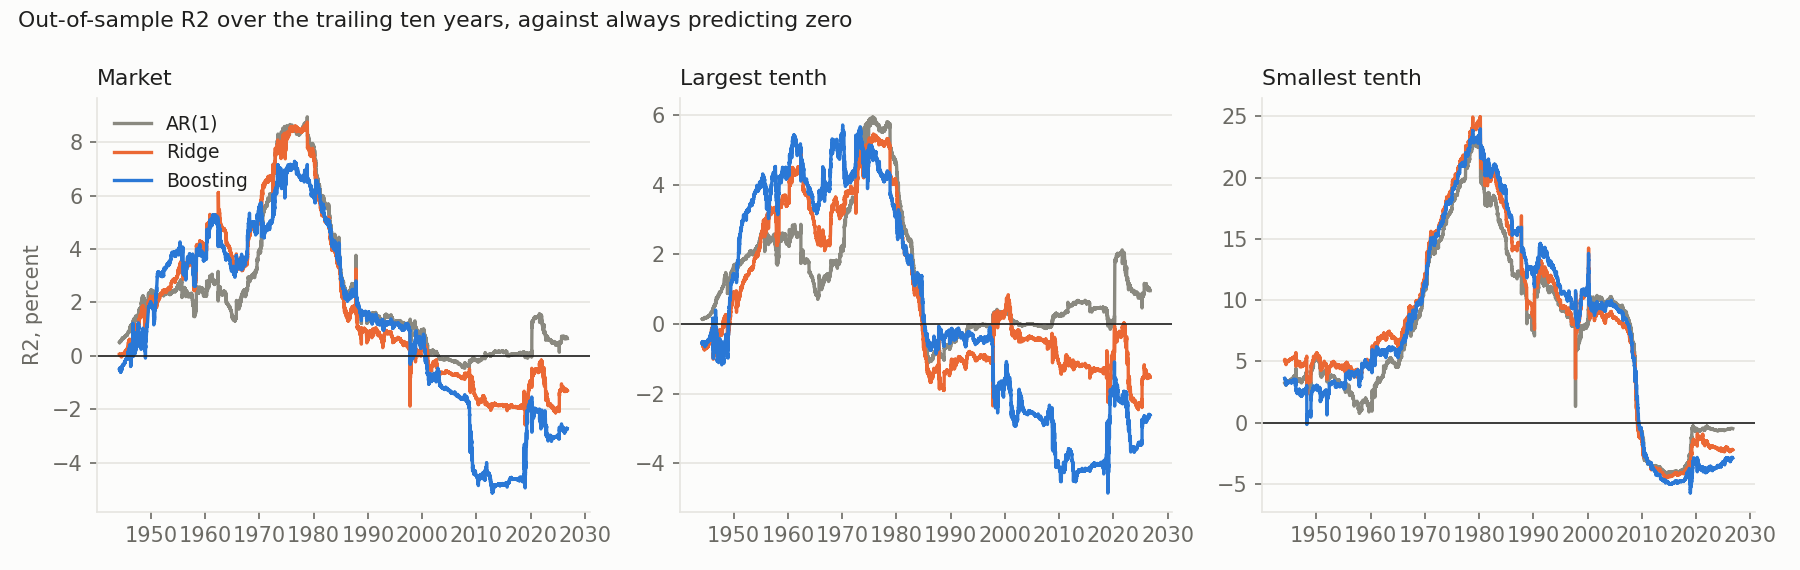 Out-of-sample R2 over the trailing ten years, against always predicting zero
Market
Largest tenth
Smallest tenth
AR(1)
Ridge
Boosting
R2, percent
8
6
4
2
0
−2
−4
1950 1960 1970 1980 1990 2000 2010 2020 2030
6
4
2
0
−2
−4
1950 1960 1970 1980 1990 2000 2010 2020 2030
25
20
15
10
5
0
−5
1950 1960 1970 1980 1990 2000 2010 2020 2030